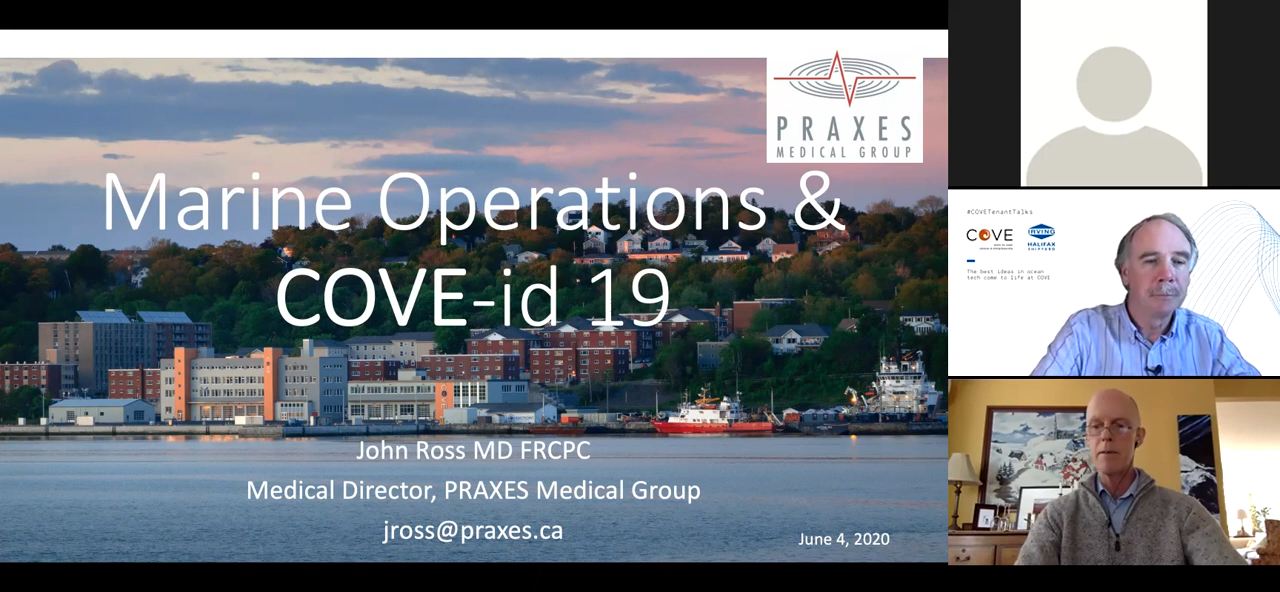 PRAXES
MEDICAL GROUP
Marine Operations &
COVE-id 19
John Ross MD FRCPC
Medical Director, PRAXES Medical Group
jross@praxes.ca
June 4, 2020
#COVETenantTalks
COVE
IRVING
HALIFAX
SHIPYARD
The best ideas in ocean
tech come to life at COVE